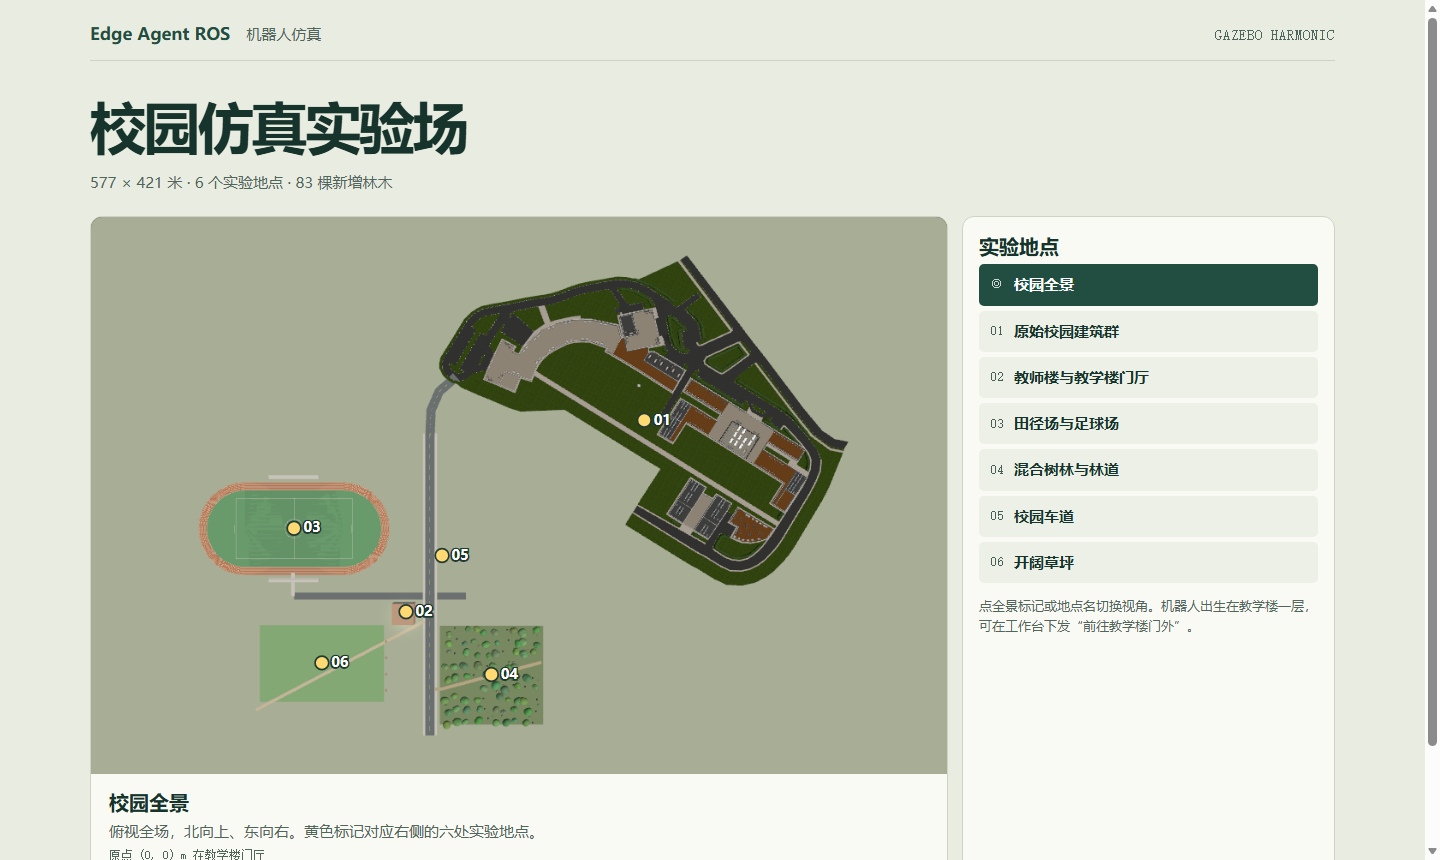 Edge Agent ROS 机器人仿真
GAZEBO HARMONIC
校园仿真实验场
577 × 421 米 · 6 个实验地点 · 83 棵新增林木
01
03
05
02
06
04
校园全景
俯视全场，北向上、东向右。黄色标记对应右侧的六处实验地点。
原点 (0, 0) m 在教学楼门厅
实验地点
◎ 校园全景
01 原始校园建筑群
02 教师楼与教学楼门厅
03 田径场与足球场
04 混合树林与林道
05 校园车道
06 开阔草坪
点全景标记或地点名切换视角。机器人出生在教学楼一层，
可在工作台下发“前往教学楼门外”。